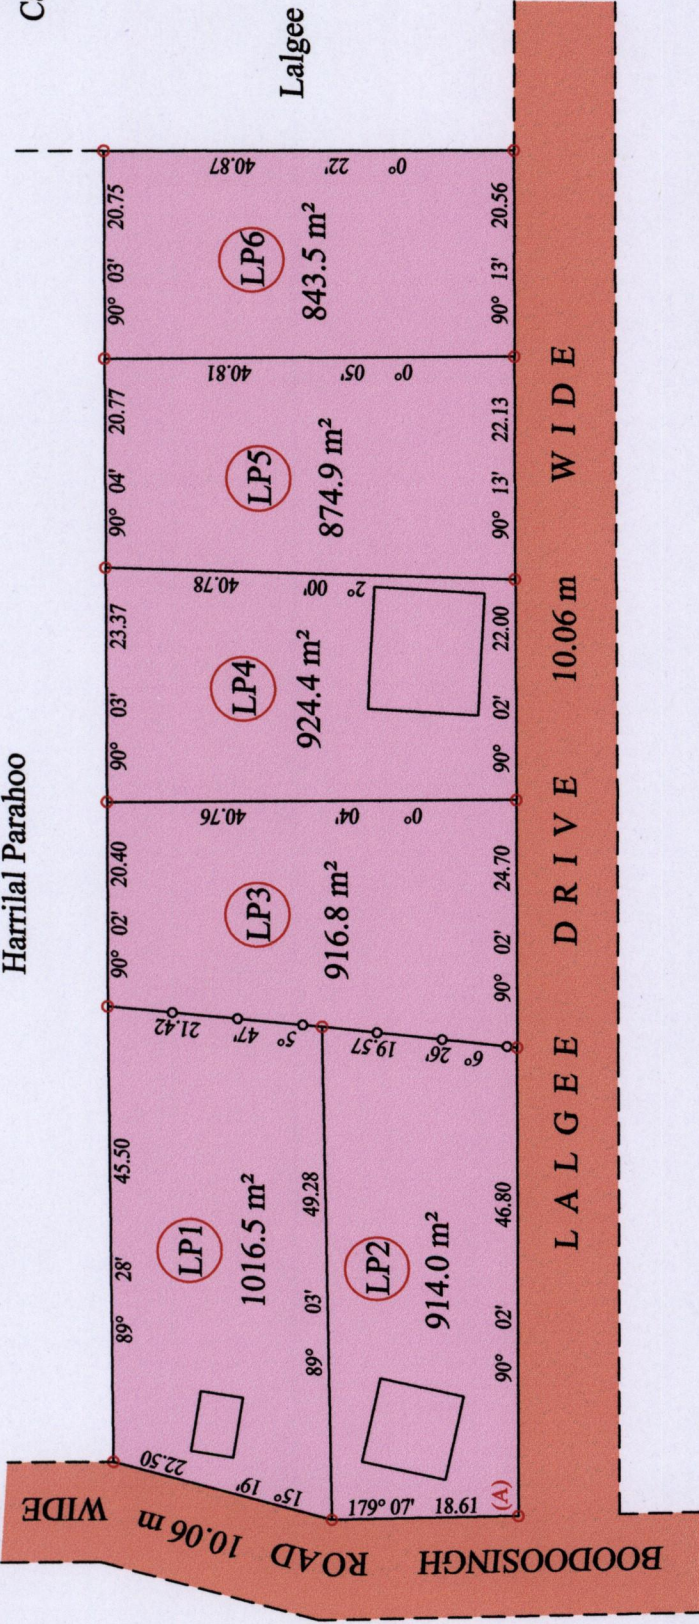 Harrilal Parahoo
Lalgee
C
89° 28' 45.50
90° 02' 20.40
90° 03' 23.37
90° 04' 20.77
90° 03' 20.75
15° 19' 22.50
LP1
1016.5 m²
5° 47' 21.42
LP3
916.8 m²
0° 04' 40.76
LP4
924.4 m²
2° 00' 40.78
LP5
874.9 m²
0° 05' 40.81
LP6
843.5 m²
0° 22' 40.87
89° 03' 49.28
179° 07' 18.61
(A)
LP2
914.0 m²
6° 26' 19.57
90° 02' 46.80
90° 02' 24.70
90° 02' 22.00
90° 13' 22.13
90° 13' 20.56
LALGEE DRIVE 10.06 m WIDE
BOODOOSINGH ROAD 10.06 m WIDE